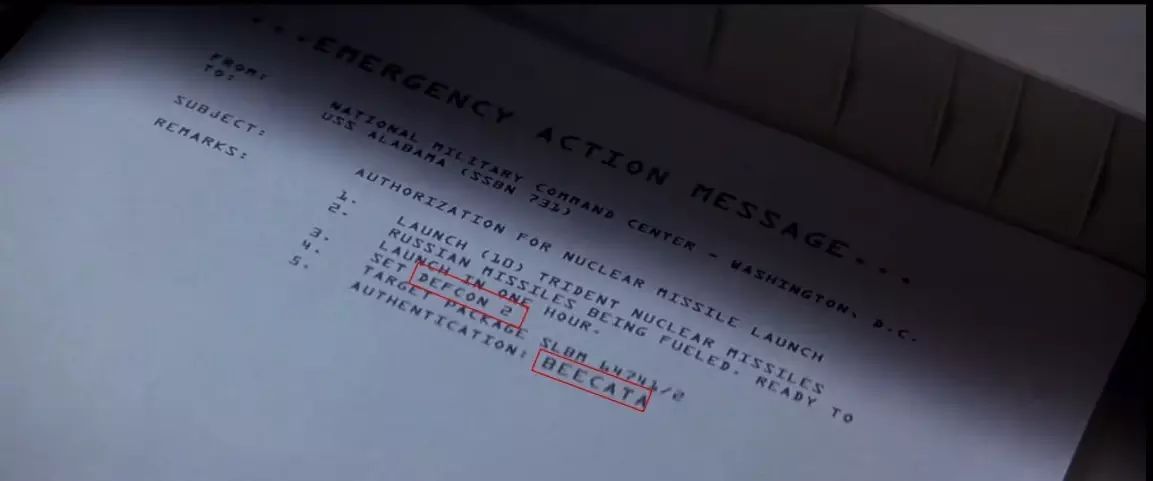 ...EMERGENCY ACTION MESSAGE...
FROM: NATIONAL MILITARY COMMAND CENTER - WASHINGTON, D.C.
TO: USS ALABAMA (SSBN 731)
SUBJECT: AUTHORIZATION FOR NUCLEAR MISSILE LAUNCH
REMARKS:
1. LAUNCH (10) TRIDENT NUCLEAR MISSILES
2. RUSSIAN MISSILES BEING FUELED. READY TO
LAUNCH IN ONE HOUR.
3. SET DEFCON 2
4. TARGET PACKAGE SLBM 64741/2
5. AUTHENTICATION: BEECATA